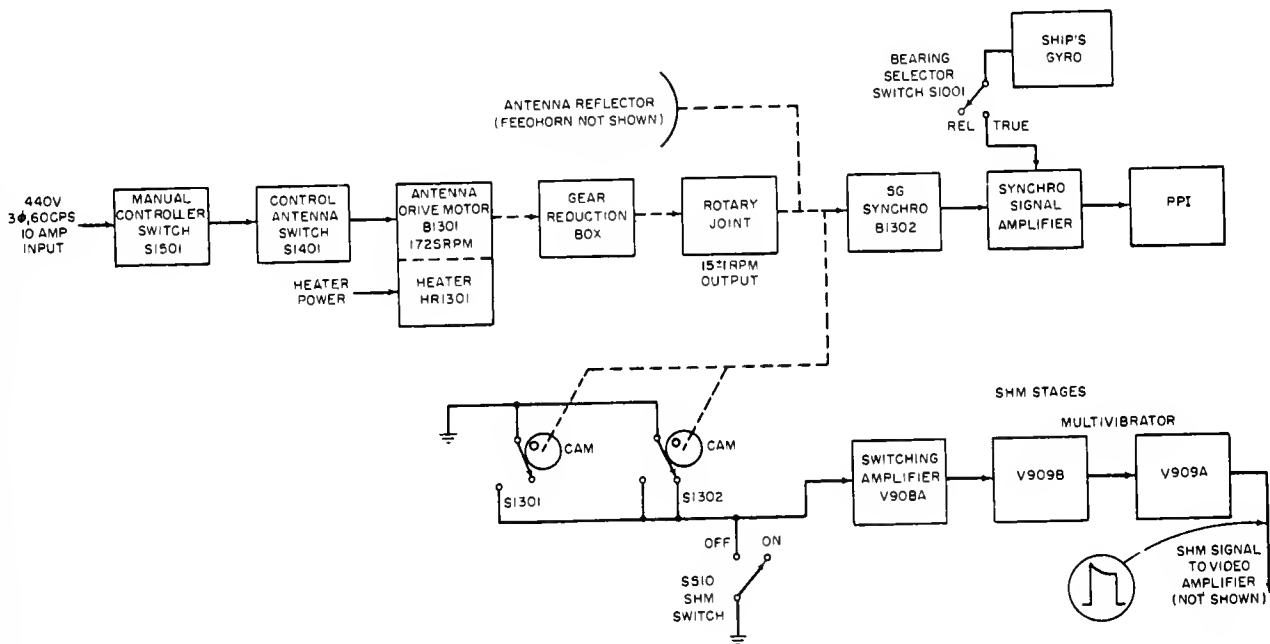 SHIP'S
GYRO
BEARING
SELECTOR
SWITCH S1001
REL
TRUE
ANTENNA REFLECTOR
(FEEDHORN NOT SHOWN)
440V
3ϕ,60CPS
10 AMP
INPUT
MANUAL
CONTROLLER
SWITCH
S1501
CONTROL
ANTENNA
SWITCH
S1401
ANTENNA
DRIVE MOTOR
B1301
1725RPM
HEATER
POWER
HEATER
HR1301
GEAR
REDUCTION
BOX
ROTARY
JOINT
15±1RPM
OUTPUT
5G
SYNCHRO
B1302
SYNCHRO
SIGNAL
AMPLIFIER
PPI
CAM
CAM
S1301
S1302
OFF
ON
S510
SHM
SWITCH
SHM STAGES
MULTIVIBRATOR
SWITCHING
AMPLIFIER
V908A
V909B
V909A
SHM SIGNAL
TO VIDEO
AMPLIFIER
(NOT SHOWN)